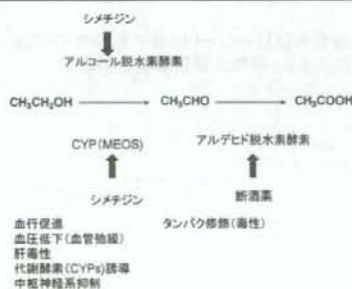 シメチジン
アルコール脱水素酵素
CH₃CH₂OH CH₃CHO CH₃COOH
CYP(MEOS) アルデヒド脱水素酵素
シメチジン 断酒薬
血行促進 タンパク修飾(毒性)
血圧低下(血管弛緩)
肝毒性
代謝酵素(CYPs)誘導
中枢神経系抑制